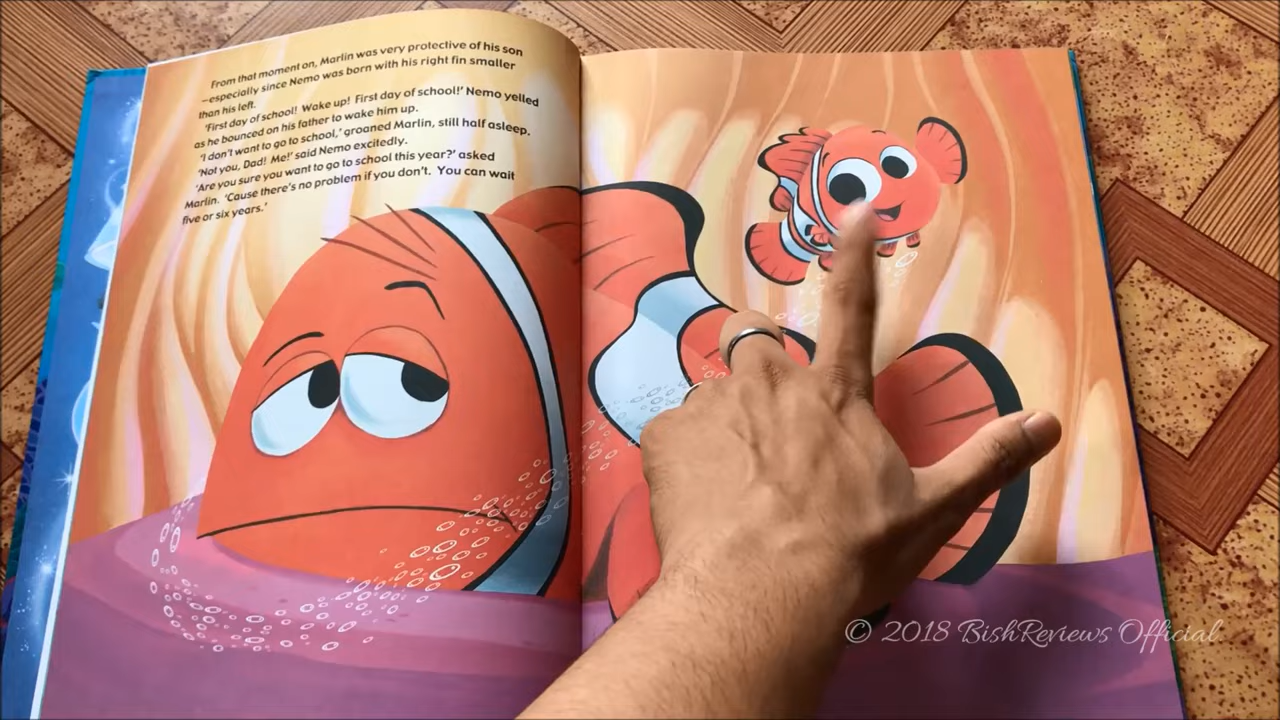 From that moment on, Marlin was very protective of his son
—especially since Nemo was born with his right fin smaller
than his left.
'First day of school! Wake up! First day of school!' Nemo yelled
as he bounced on his father to wake him up.
'I don't want to go to school,' groaned Marlin, still half asleep.
'Not you, Dad! Me!' said Nemo excitedly.
'Are you sure you want to go to school this year?' asked
Marlin. 'Cause there's no problem if you don't. You can wait
five or six years.'
© 2018 BishReviews Official